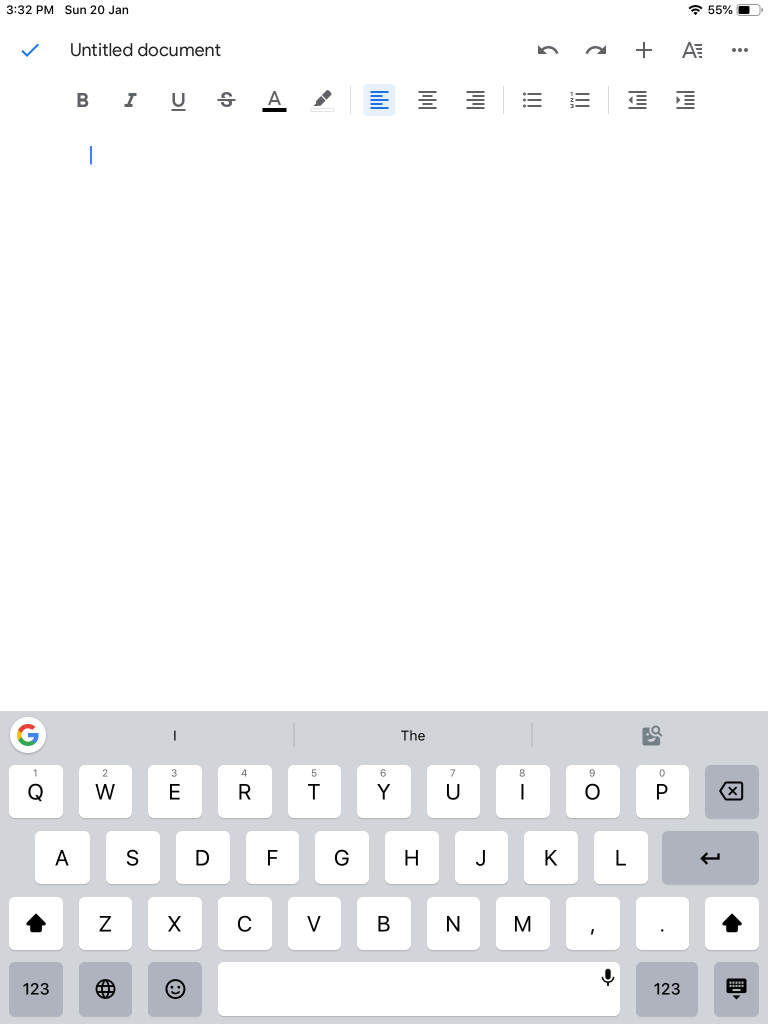 3:32 PM Sun 20 Jan 55%
Untitled document
B I U S A A
I The
1 2 3 4 5 6 7 8 9 0
Q W E R T Y U I O P
A S D F G H J K L
Z X C V B N M , .
123 123